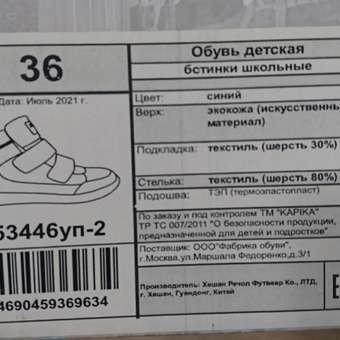 36
Обувь детская
бстинки школьные
Дата: Июль 2021 г.
Цвет: синий
Верх: экокожа (искусственны
материал)
Подкладка: текстиль (шерсть 30%)
Стелька: текстиль (шерсть 80%)
Подошва: ТЭП (термоэластопласт)
53446уп-2
По заказу и под контролем ТМ "KAPIKA"
ТР ТС 007/2011 "О безопасности продукции,
предназначенной для детей и подростков".
Поставщик: ООО"Фабрика обуви",
г.Москва,ул.Маршала Федоренко,д.3/1
4690459369634
Производитель: Хешан Речол Футвеар Ко., ЛТД,
г. Хешан, Гуандонг, Китай